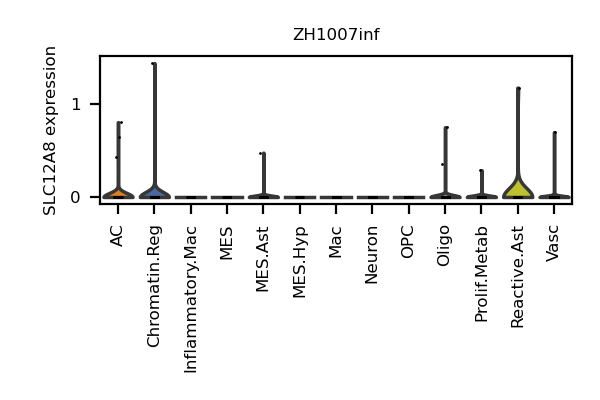 ZH1007inf
SLC12A8 expression
1
0
AC
Chromatin.Reg
Inflammatory.Mac
MES
MES.Ast
MES.Hyp
Mac
Neuron
OPC
Oligo
Prolif.Metab
Reactive.Ast
Vasc